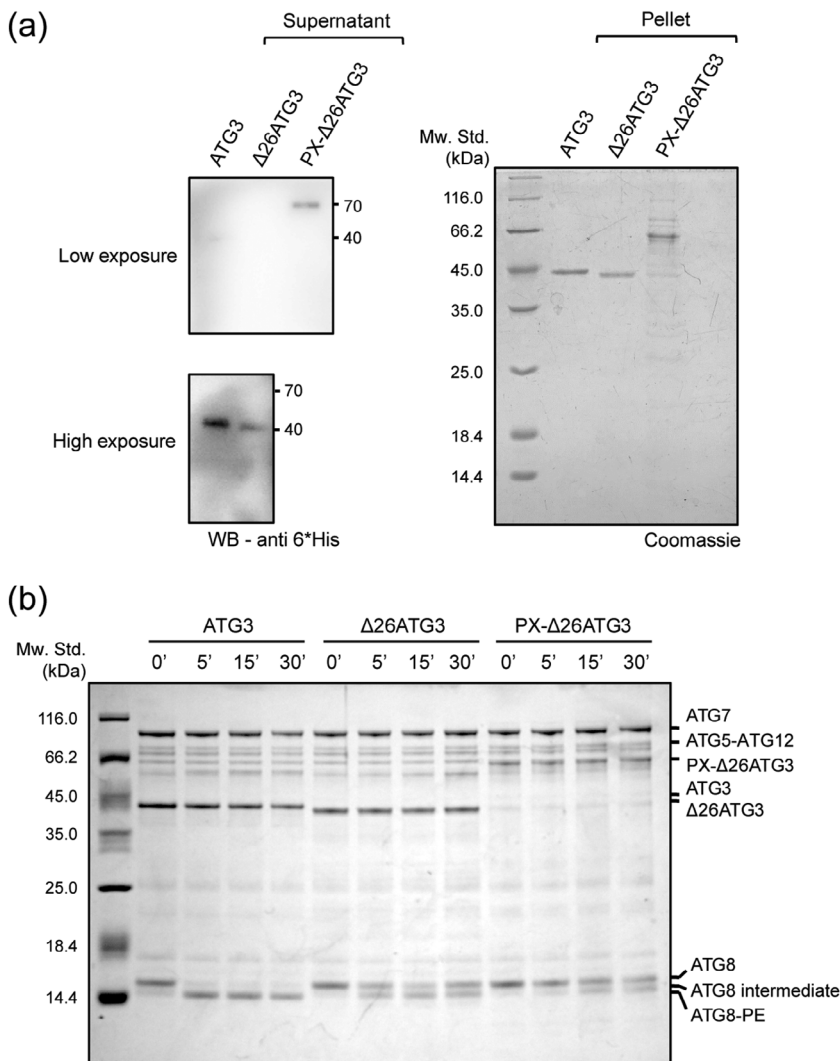 (a)
Supernatant
ATG3
Δ26ATG3
PX-Δ26ATG3
Low exposure
70
40
High exposure
70
40
WB - anti 6*His
Pellet
Mw. Std.
(kDa)
ATG3
Δ26ATG3
PX-Δ26ATG3
116.0
66.2
45.0
35.0
25.0
18.4
14.4
Coomassie
(b)
ATG3 Δ26ATG3 PX-Δ26ATG3
Mw. Std.
(kDa)
0' 5' 15' 30' 0' 5' 15' 30' 0' 5' 15' 30'
116.0
66.2
45.0
35.0
25.0
18.4
14.4
ATG7
ATG5-ATG12
PX-Δ26ATG3
ATG3
Δ26ATG3
ATG8
ATG8 intermediate
ATG8-PE